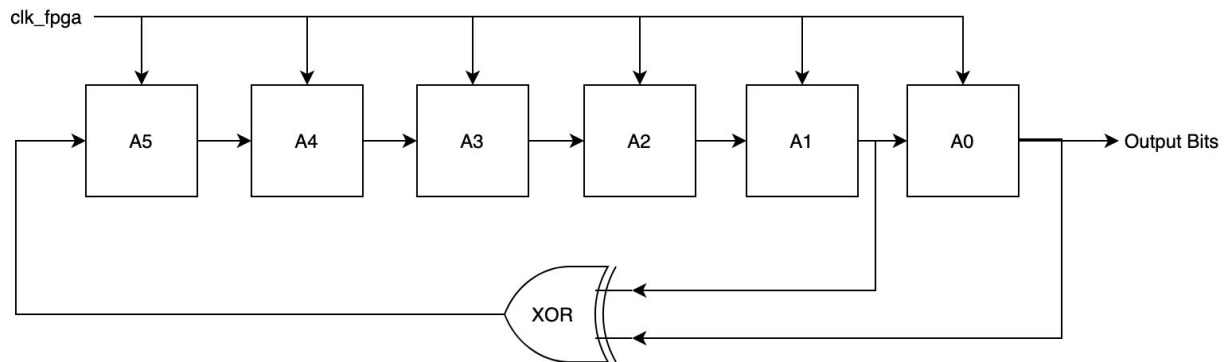 clk_fpga
A5
A4
A3
A2
A1
A0
Output Bits
XOR